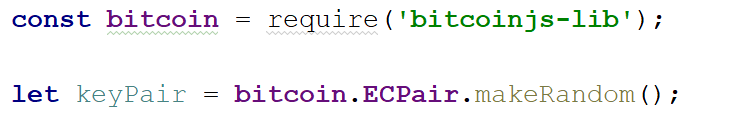 const bitcoin = require('bitcoinjs-lib');
let keyPair = bitcoin.ECPair.makeRandom();